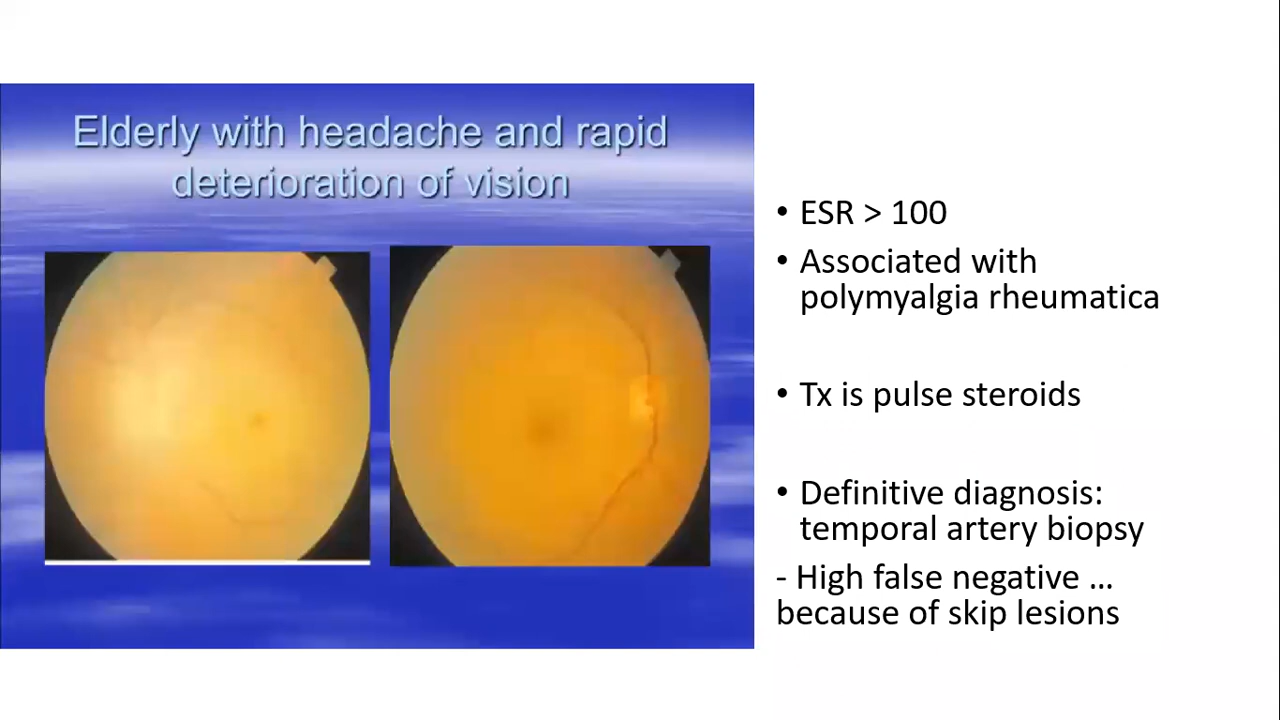 Elderly with headache and rapid
deterioration of vision
• ESR > 100
• Associated with
polymyalgia rheumatica
• Tx is pulse steroids
• Definitive diagnosis:
temporal artery biopsy
- High false negative ...
because of skip lesions